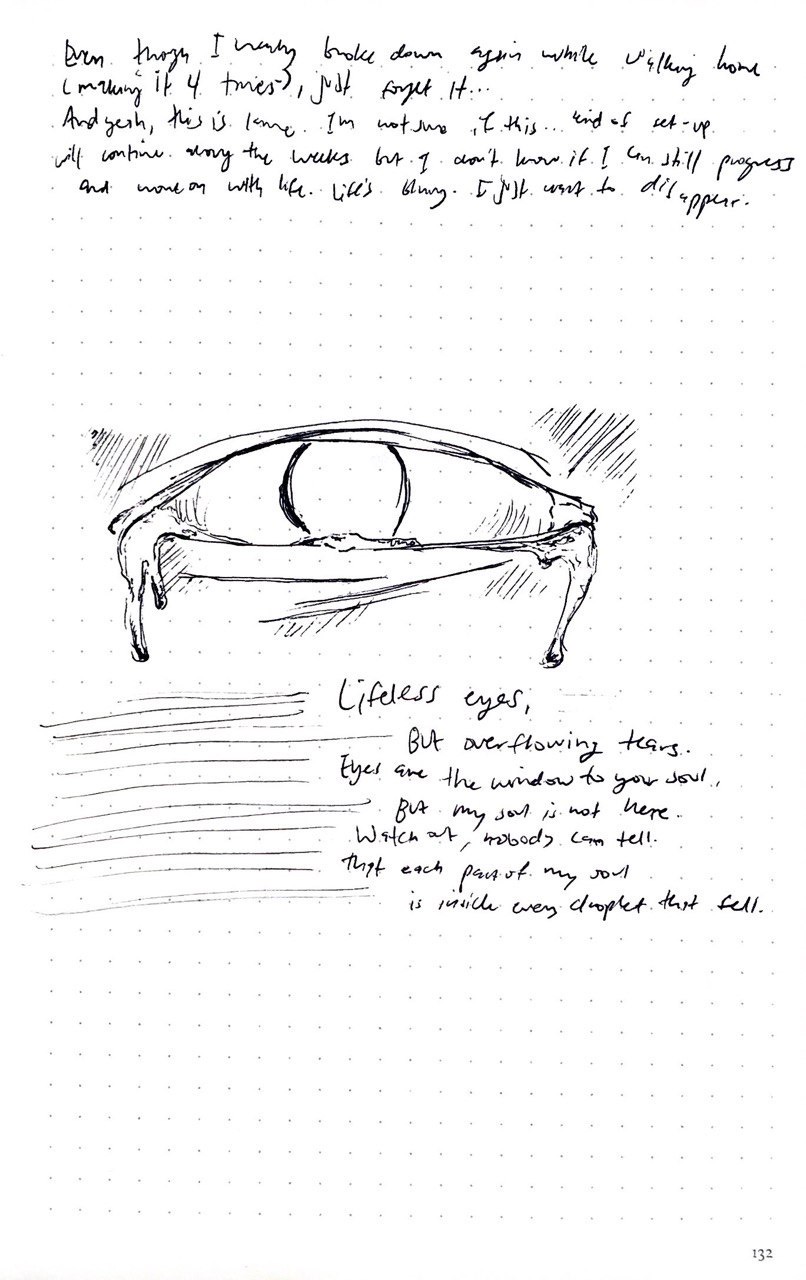 Even though I nearly broke down again while walking home
(making it 4 times), just forget it...
And yeah, this is lame. I'm not sure if this... kind of set-up
will continue along the weeks but I don't know if I can still progress
and move on with life. Life's blurry. I just want to disappear.
Lifeless eyes,
But overflowing tears.
Eyes are the window to your soul,
But my soul is not here.
Watch out, nobody can tell.
that each part of my soul
is inside every droplet that fell.
132